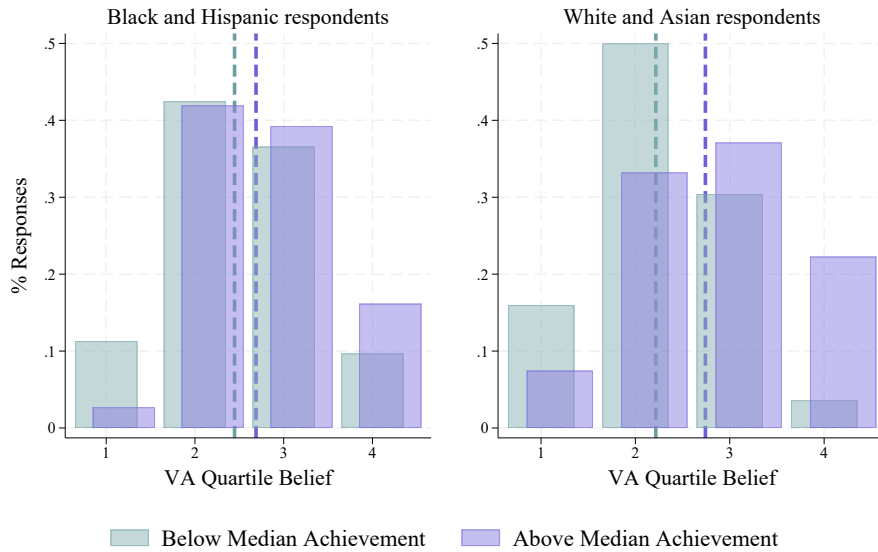 Black and Hispanic respondents
White and Asian respondents
% Responses
.5
.4
.3
.2
.1
0
1 2 3 4
VA Quartile Belief
.5
.4
.3
.2
.1
0
1 2 3 4
VA Quartile Belief
Below Median Achievement
Above Median Achievement